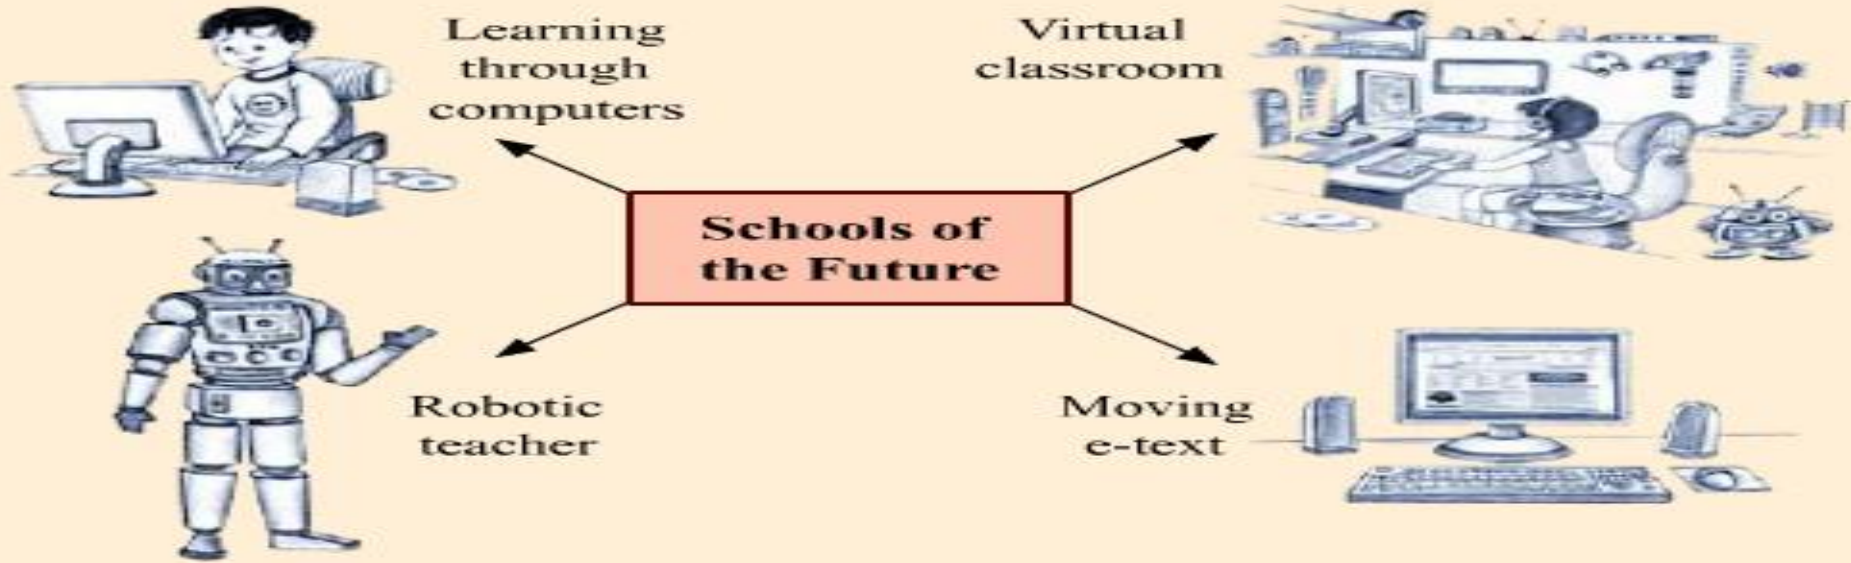 Learning
through
computers
Virtual
classroom
Schools of
the Future
Robotic
teacher
Moving
e-text